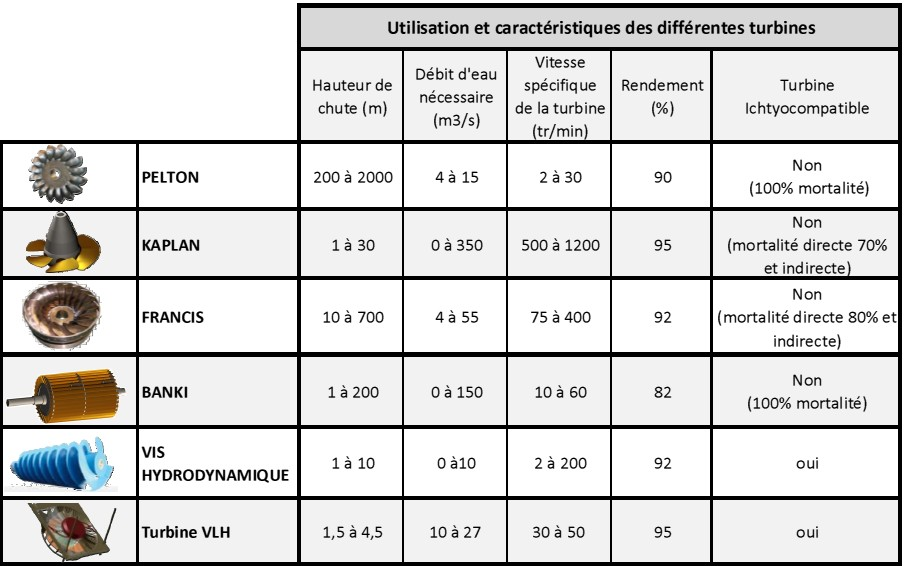 Utilisation et caractéristiques des différentes turbines
Hauteur de
chute (m)
Débit d'eau
nécessaire
(m3/s)
Vitesse
spécifique
de la turbine
(tr/min)
Rendement
(%)
Turbine
Ichtyocompatible
PELTON
200 à 2000
4 à 15
2 à 30
90
Non
(100% mortalité)
KAPLAN
1 à 30
0 à 350
500 à 1200
95
Non
(mortalité directe 70%
et indirecte)
FRANCIS
10 à 700
4 à 55
75 à 400
92
Non
(mortalité directe 80% et
indirecte)
BANKI
1 à 200
0 à 150
10 à 60
82
Non
(100% mortalité)
VIS
HYDRODYNAMIQUE
1 à 10
0 à10
2 à 200
92
oui
Turbine VLH
1,5 à 4,5
10 à 27
30 à 50
95
oui